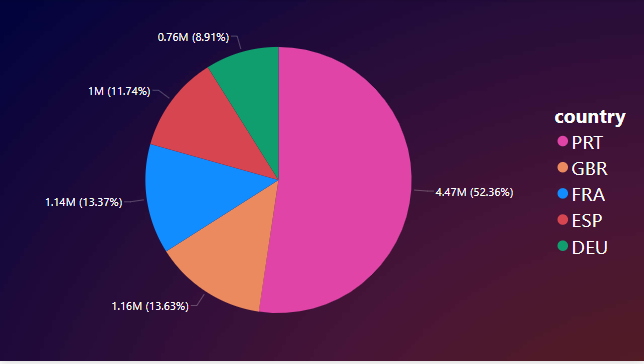 0.76M (8.91%)
1M (11.74%)
1.14M (13.37%)
1.16M (13.63%)
4.47M (52.36%)
country
PRT
GBR
FRA
ESP
DEU